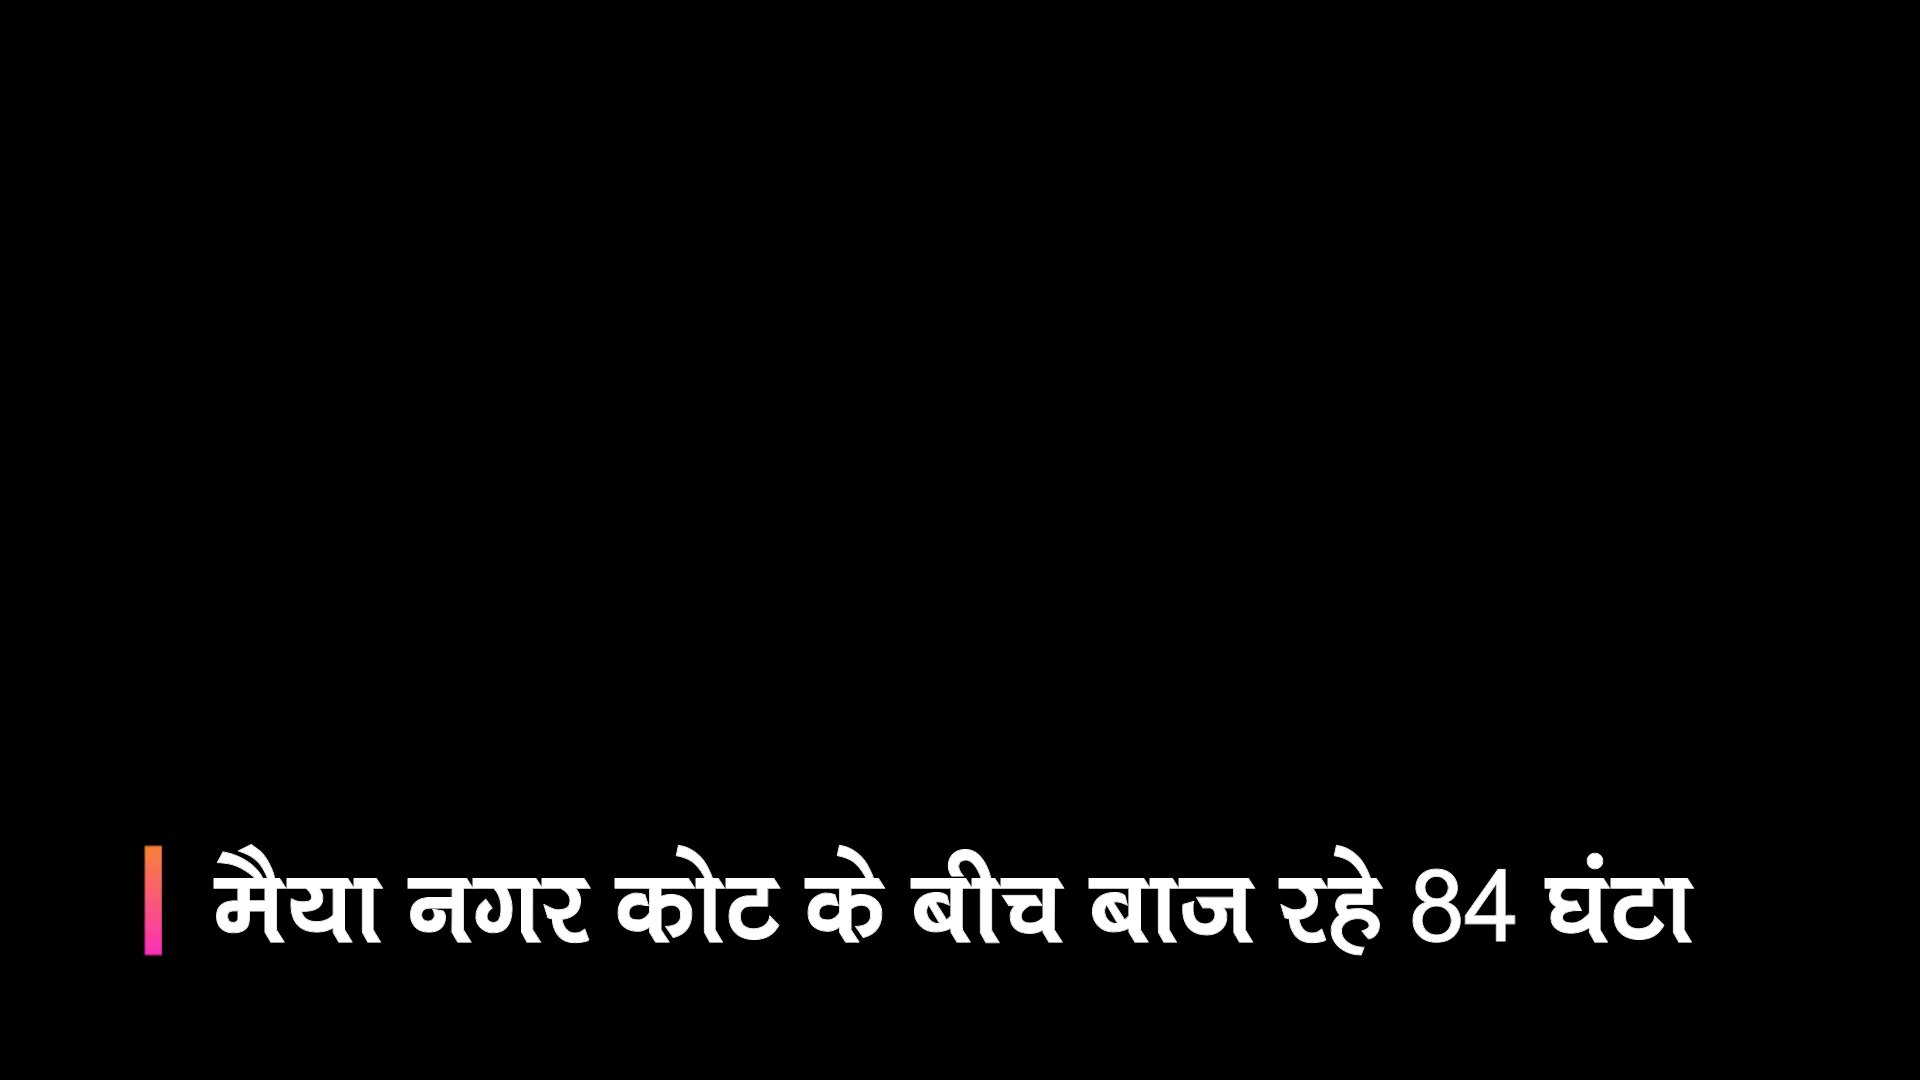 मैया नगर कोट के बीच बाज रहे 84 घंटा